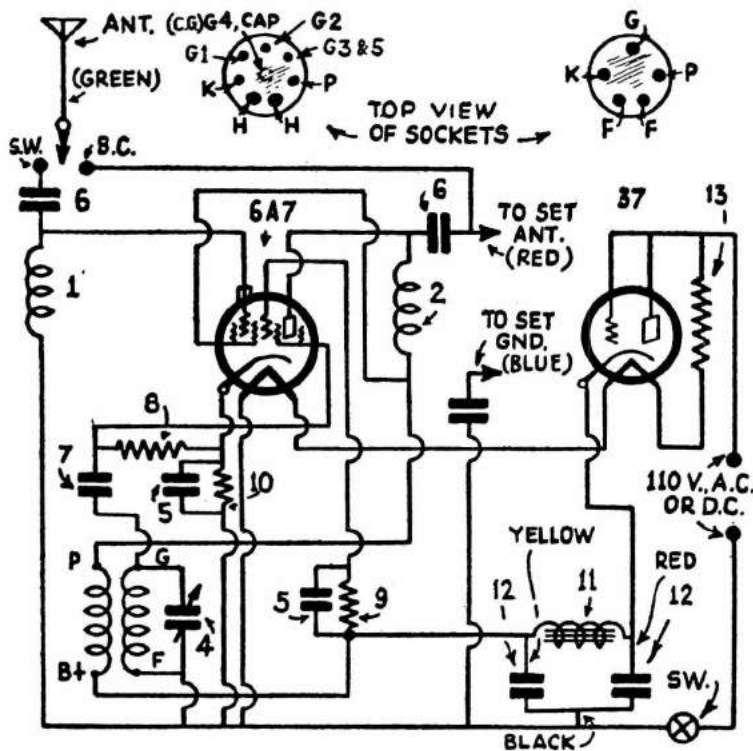 ANT.
(GREEN)
(C.G.) G4, CAP
G2
G1
G3 & 5
K
P
H H
G
K
P
F F
TOP VIEW
OF SOCKETS
S.W.
B.C.
6
6
6A7
TO SET
ANT.
(RED)
37
13
1
2
TO SET
GND.
(BLUE)
8
7
5
10
110 V., A.C.
OR D.C.
YELLOW
RED
P
G
4
5
9
12
11
12
B+
F
SW.
BLACK